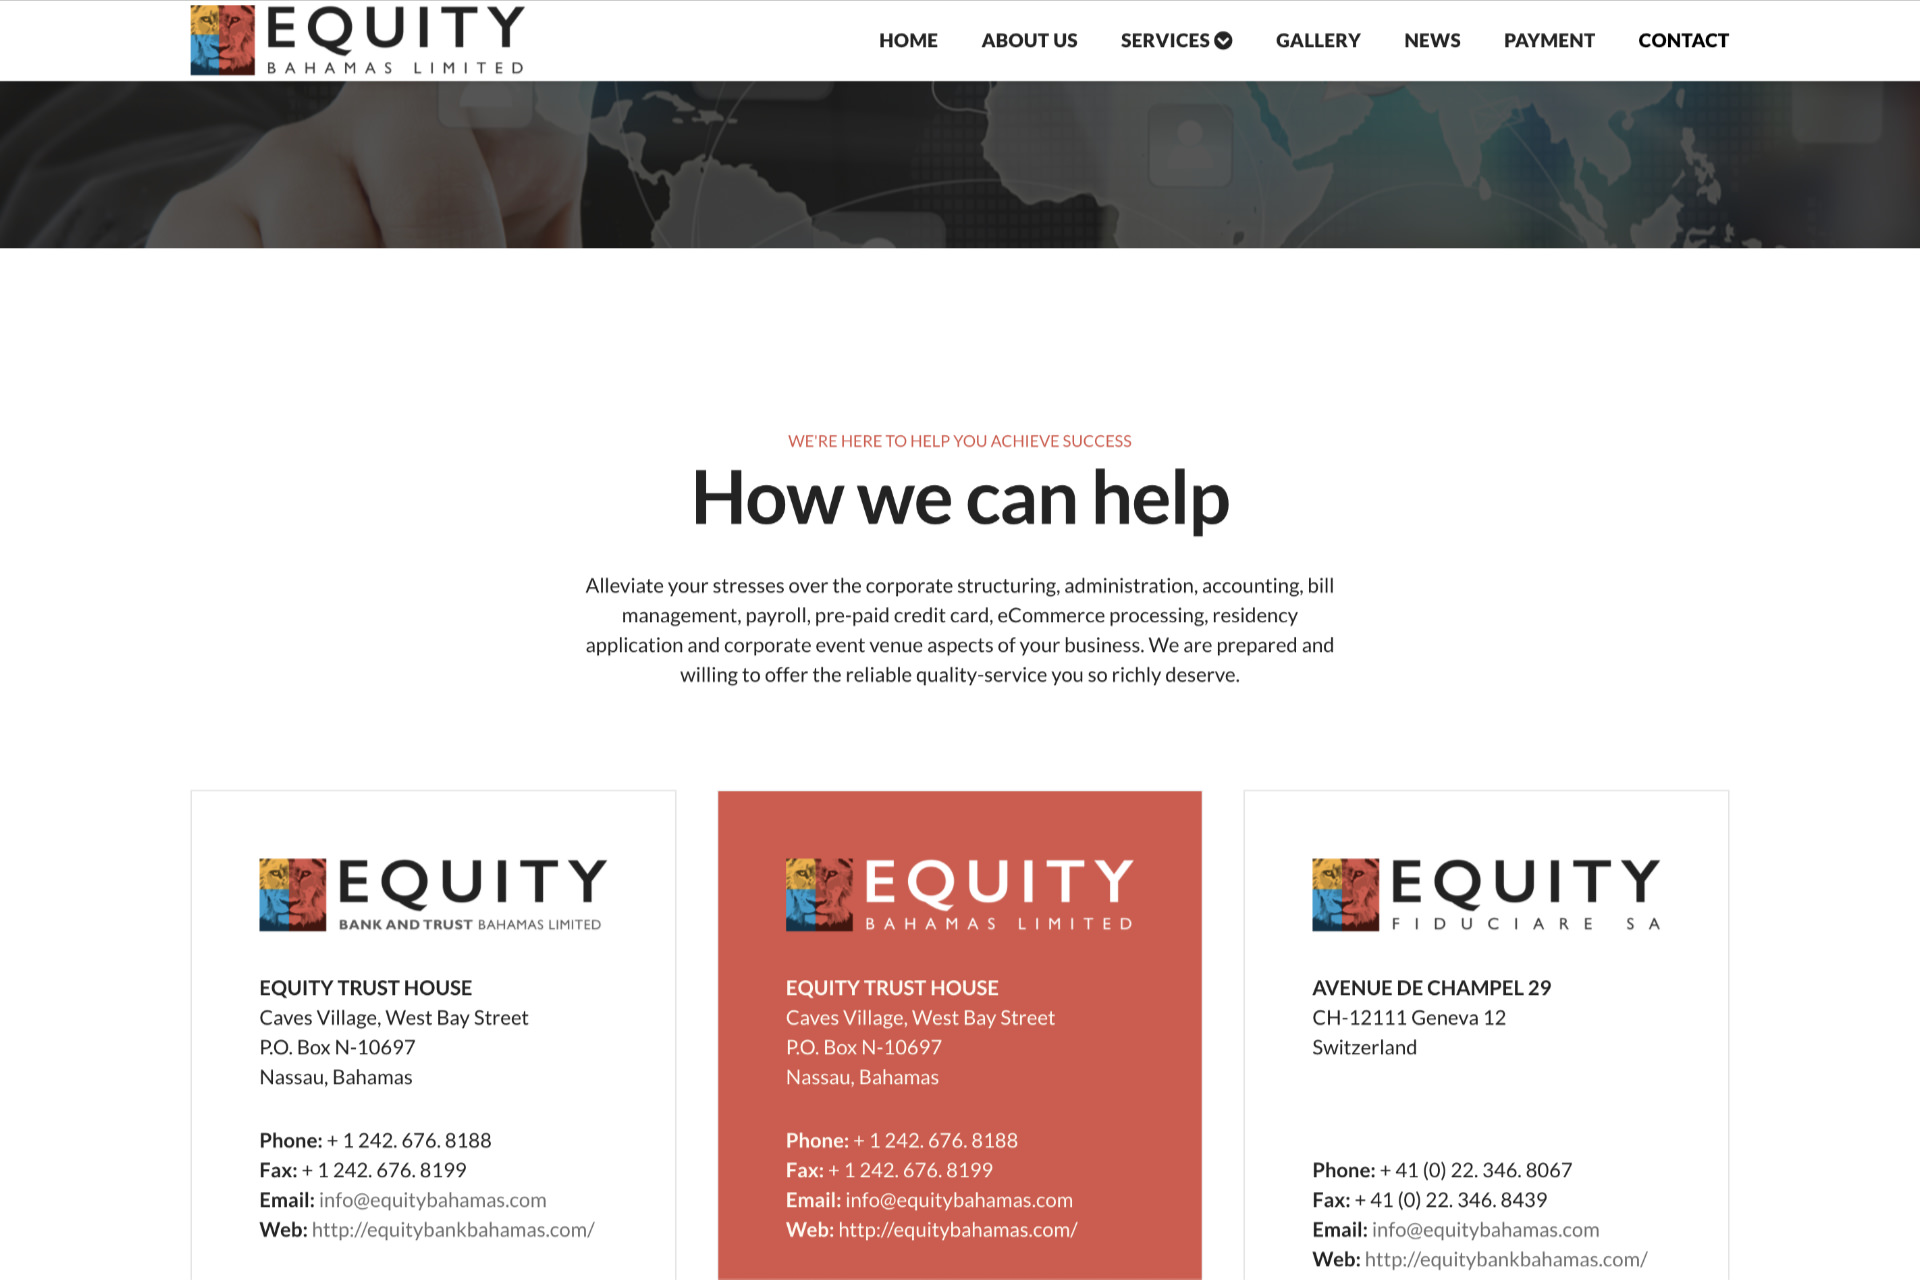 EQUITY
BAHAMAS LIMITED
HOME ABOUT US SERVICES GALLERY NEWS PAYMENT CONTACT
WE'RE HERE TO HELP YOU ACHIEVE SUCCESS
How we can help
Alleviate your stresses over the corporate structuring, administration, accounting, bill
management, payroll, pre-paid credit card, eCommerce processing, residency
application and corporate event venue aspects of your business. We are prepared and
willing to offer the reliable quality-service you so richly deserve.
EQUITY
BANK AND TRUST BAHAMAS LIMITED
EQUITY TRUST HOUSE
Caves Village, West Bay Street
P.O. Box N-10697
Nassau, Bahamas
Phone: + 1 242. 676. 8188
Fax: + 1 242. 676. 8199
Email: info@equitybahamas.com
Web: http://equitybankbahamas.com/
EQUITY
BAHAMAS LIMITED
EQUITY TRUST HOUSE
Caves Village, West Bay Street
P.O. Box N-10697
Nassau, Bahamas
Phone: + 1 242. 676. 8188
Fax: + 1 242. 676. 8199
Email: info@equitybahamas.com
Web: http://equitybahamas.com/
EQUITY
FIDUCIARE SA
AVENUE DE CHAMPEL 29
CH-12111 Geneva 12
Switzerland
Phone: + 41 (0) 22. 346. 8067
Fax: + 41 (0) 22. 346. 8439
Email: info@equitybahamas.com
Web: http://equitybankbahamas.com/